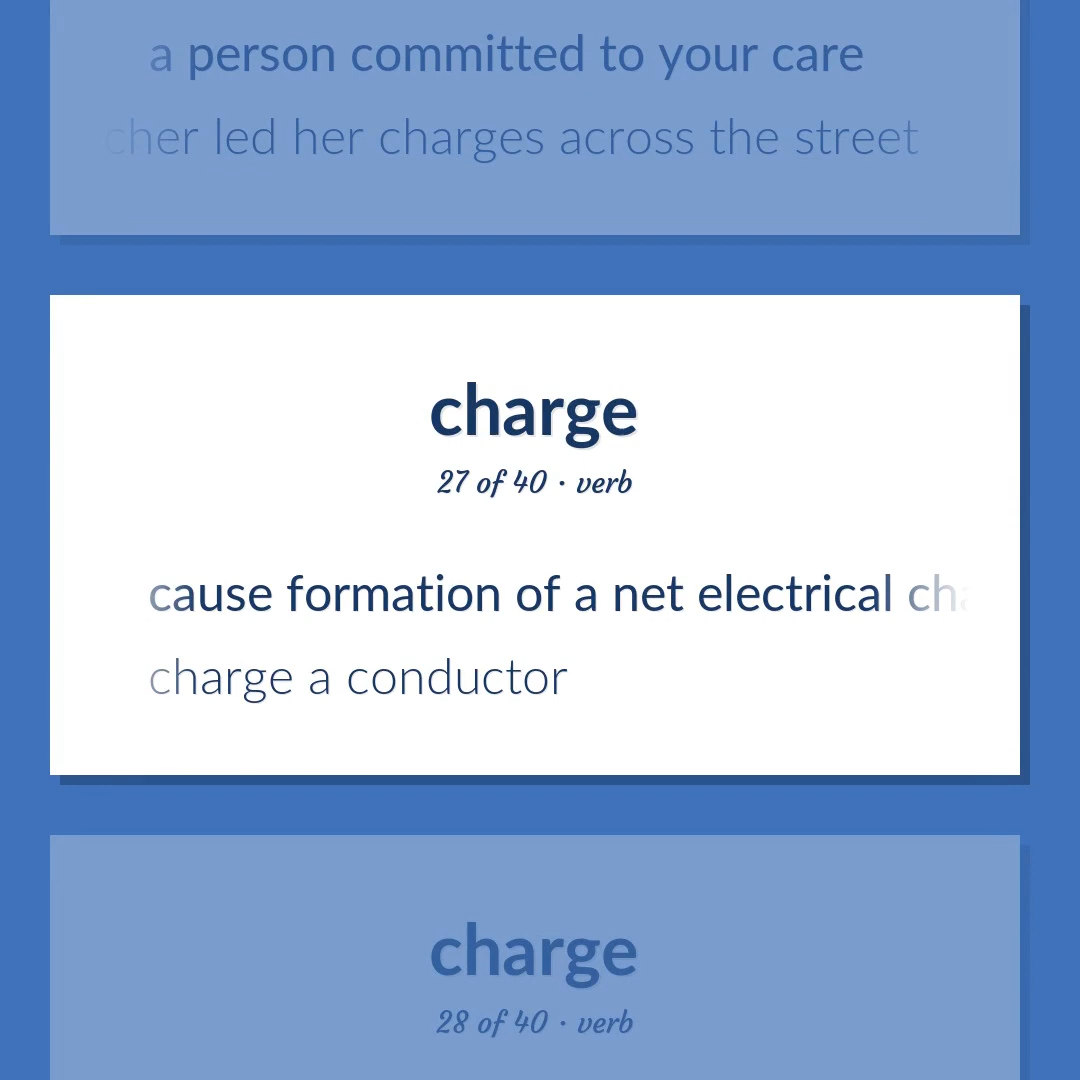 a person committed to your care
led her charges across the street
charge
27 of 40 · verb
cause formation of a net electrical
charge a conductor
charge
28 of 40 · verb